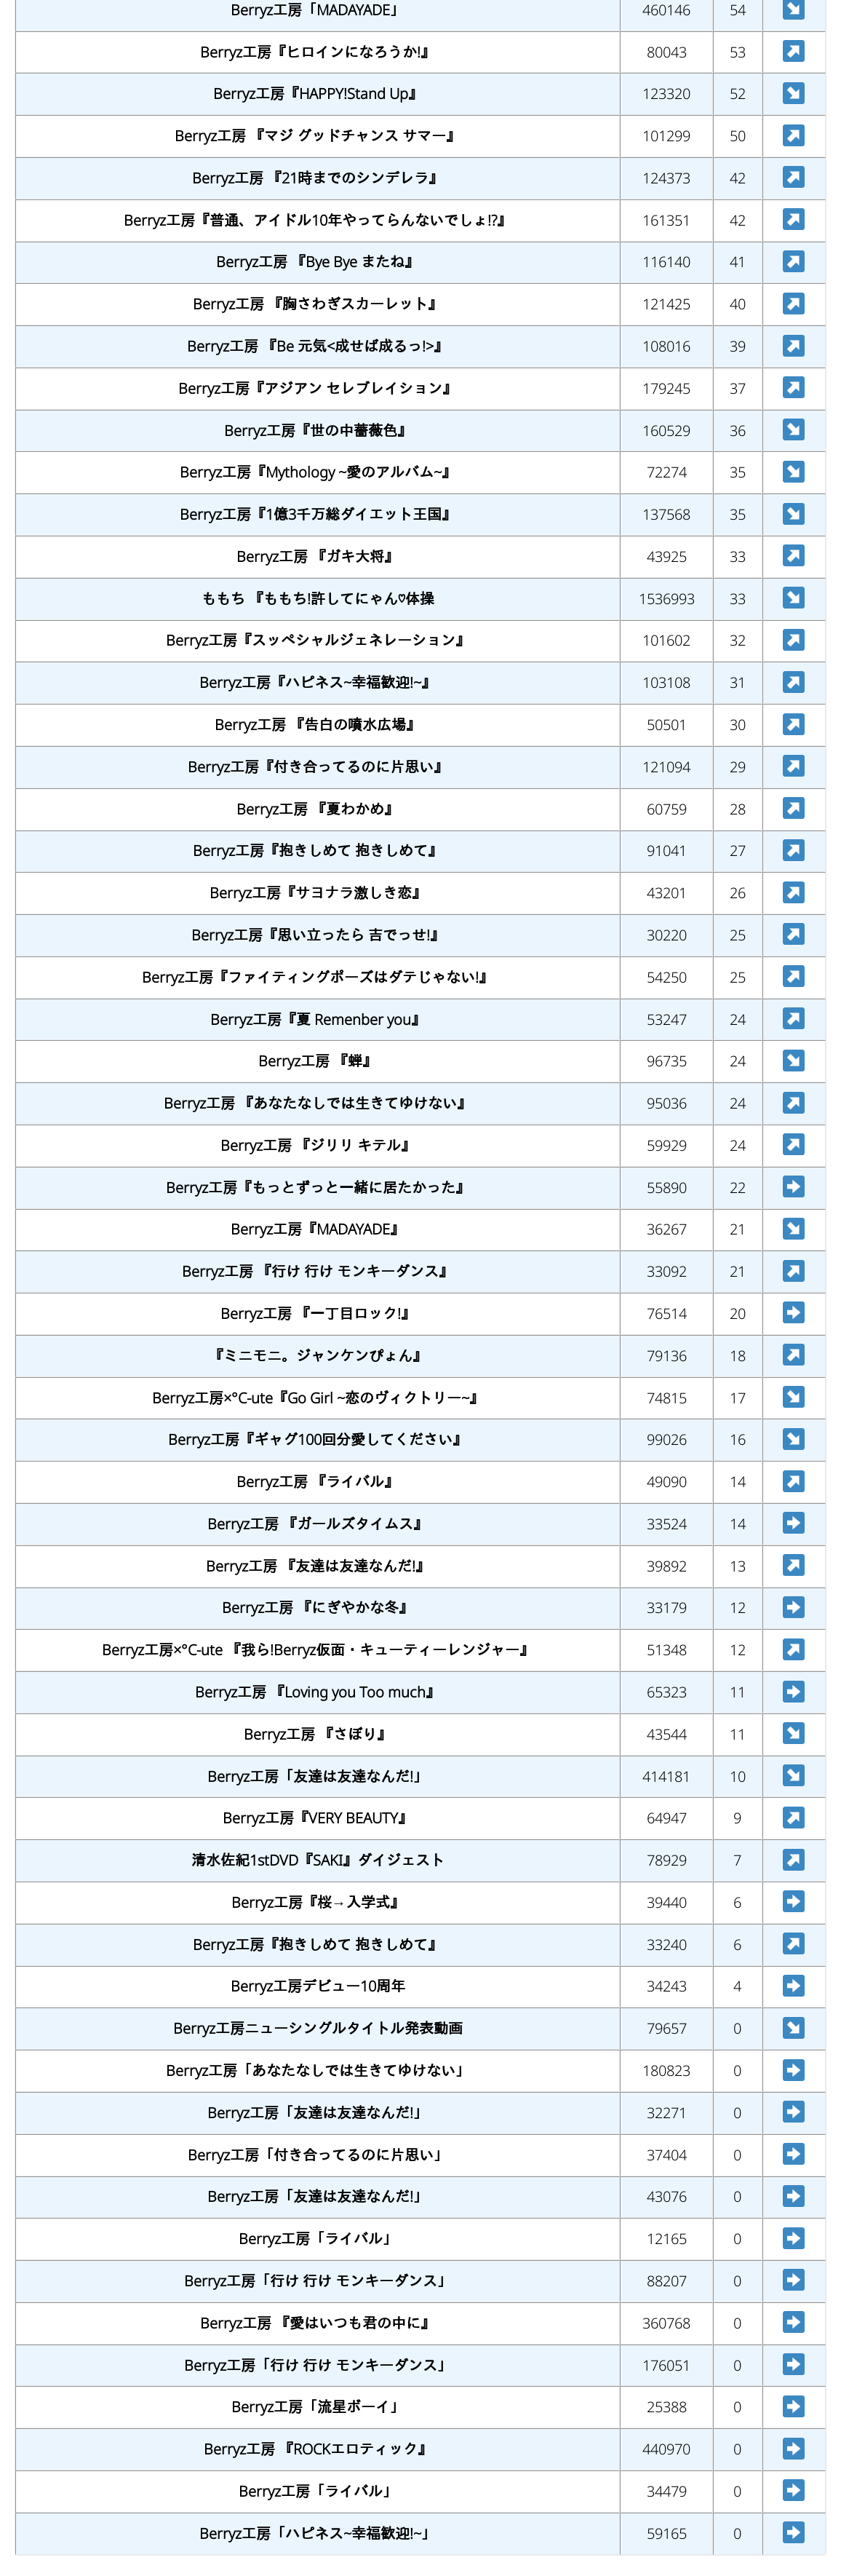 Berryz工房「MADAYADE」 460146 54 ↘
Berryz工房『ヒロインになろうか!』 80043 53 ↗
Berryz工房『HAPPY!Stand Up』 123320 52 ↘
Berryz工房 『マジ グッドチャンス サマー』 101299 50 ↗
Berryz工房 『21時までのシンデレラ』 124373 42 ↗
Berryz工房『普通、アイドル10年やってらんないでしょ!?』 161351 42 ↗
Berryz工房 『Bye Bye またね』 116140 41 ↗
Berryz工房 『胸さわぎスカーレット』 121425 40 ↗
Berryz工房 『Be 元気<成せば成るっ!>』 108016 39 ↗
Berryz工房『アジアン セレブレイション』 179245 37 ↗
Berryz工房『世の中薔薇色』 160529 36 ↘
Berryz工房『Mythology ~愛のアルバム~』 72274 35 ↘
Berryz工房『1億3千万総ダイエット王国』 137568 35 ↘
Berryz工房 『ガキ大将』 43925 33 ↗
ももち 『ももち!許してにゃん♡体操 1536993 33 ↘
Berryz工房『スッペシャルジェネレーション』 101602 32 ↗
Berryz工房『ハピネス~幸福歓迎!~』 103108 31 ↗
Berryz工房 『告白の噴水広場』 50501 30 ↗
Berryz工房『付き合ってるのに片思い』 121094 29 ↗
Berryz工房 『夏わかめ』 60759 28 ↗
Berryz工房『抱きしめて 抱きしめて』 91041 27 ↗
Berryz工房『サヨナラ激しき恋』 43201 26 ↗
Berryz工房『思い立ったら 吉でっせ!』 30220 25 ↗
Berryz工房『ファイティングポーズはダテじゃない!』 54250 25 ↗
Berryz工房『夏 Remenber you』 53247 24 ↗
Berryz工房 『蝉』 96735 24 ↘
Berryz工房 『あなたなしでは生きてゆけない』 95036 24 ↗
Berryz工房 『ジリリ キテル』 59929 24 ↗
Berryz工房『もっとずっと一緒に居たかった』 55890 22 ➡
Berryz工房『MADAYADE』 36267 21 ↘
Berryz工房 『行け 行け モンキーダンス』 33092 21 ↗
Berryz工房 『一丁目ロック!』 76514 20 ➡
『ミニモニ。ジャンケンぴょん』 79136 18 ↗
Berryz工房×°C-ute『Go Girl ~恋のヴィクトリー~』 74815 17 ↘
Berryz工房『ギャグ100回分愛してください』 99026 16 ↘
Berryz工房 『ライバル』 49090 14 ↗
Berryz工房 『ガールズタイムス』 33524 14 ➡
Berryz工房 『友達は友達なんだ!』 39892 13 ↗
Berryz工房 『にぎやかな冬』 33179 12 ➡
Berryz工房×°C-ute 『我ら!Berryz仮面・キューティーレンジャー』 51348 12 ↗
Berryz工房 『Loving you Too much』 65323 11 ➡
Berryz工房 『さぼり』 43544 11 ↘
Berryz工房「友達は友達なんだ!」 414181 10 ↘
Berryz工房『VERY BEAUTY』 64947 9 ↗
清水佐紀1stDVD『SAKI』ダイジェスト 78929 7 ↗
Berryz工房『桜→入学式』 39440 6 ➡
Berryz工房『抱きしめて 抱きしめて』 33240 6 ↗
Berryz工房デビュー10周年 34243 4 ➡
Berryz工房ニューシングルタイトル発表動画 79657 0 ↘
Berryz工房「あなたなしでは生きてゆけない」 180823 0 ➡
Berryz工房「友達は友達なんだ!」 32271 0 ➡
Berryz工房「付き合ってるのに片思い」 37404 0 ➡
Berryz工房「友達は友達なんだ!」 43076 0 ➡
Berryz工房「ライバル」 12165 0 ➡
Berryz工房「行け 行け モンキーダンス」 88207 0 ➡
Berryz工房 『愛はいつも君の中に』 360768 0 ➡
Berryz工房「行け 行け モンキーダンス」 176051 0 ➡
Berryz工房「流星ボーイ」 25388 0 ➡
Berryz工房 『ROCKエロティック』 440970 0 ➡
Berryz工房「ライバル」 34479 0 ➡
Berryz工房「ハピネス~幸福歓迎!~」 59165 0 ➡